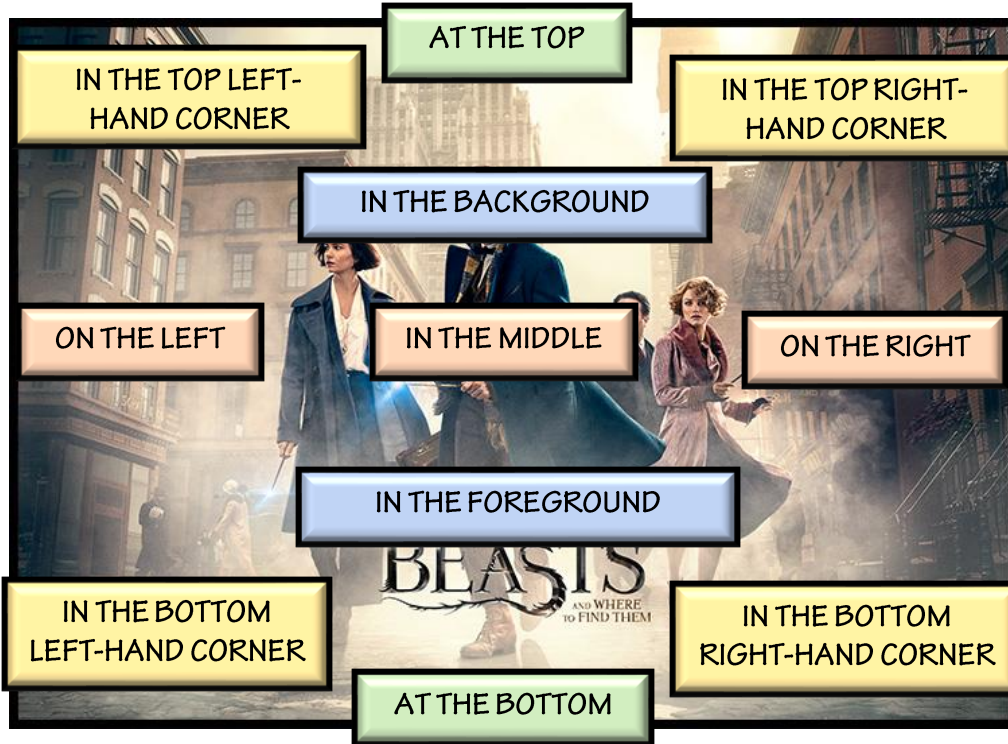 AT THE TOP
IN THE TOP LEFT-
HAND CORNER
IN THE TOP RIGHT-
HAND CORNER
IN THE BACKGROUND
ON THE LEFT
IN THE MIDDLE
ON THE RIGHT
IN THE FOREGROUND
BEASTS
AND WHERE
TO FIND THEM
IN THE BOTTOM
LEFT-HAND CORNER
IN THE BOTTOM
RIGHT-HAND CORNER
AT THE BOTTOM